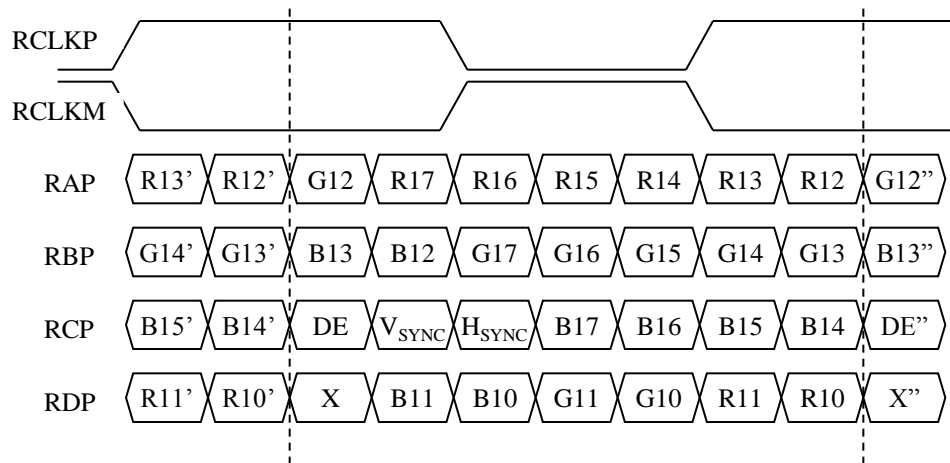 RCLKP
RCLKM
RAP R13’ R12’ G12 R17 R16 R15 R14 R13 R12 G12”
RBP G14’ G13’ B13 B12 G17 G16 G15 G14 G13 B13”
RCP B15’ B14’ DE VSYNC HSYNC B17 B16 B15 B14 DE”
RDP R11’ R10’ X B11 B10 G11 G10 R11 R10 X”